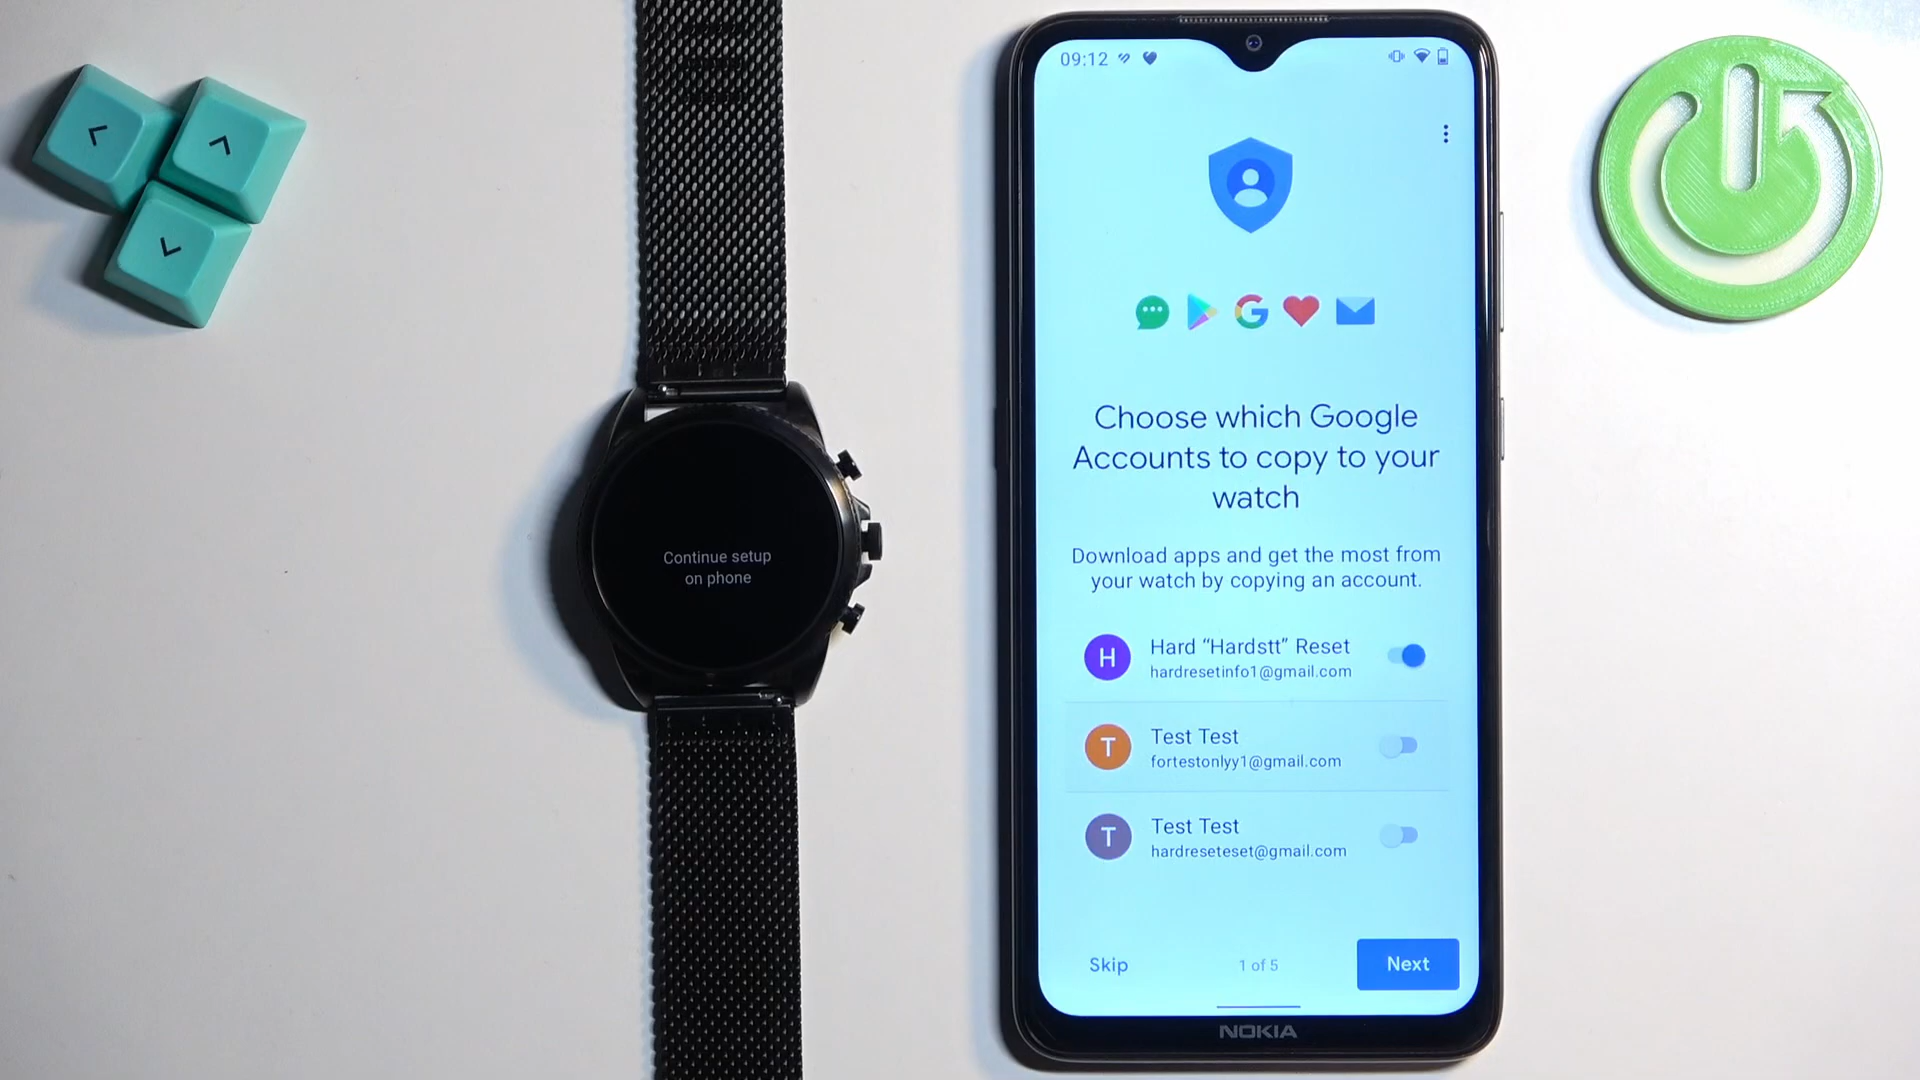 Continue setup
on phone
09:12
Choose which Google
Accounts to copy to your
watch
Download apps and get the most from
your watch by copying an account.
H
Hard “Hardstt” Reset
hardresetinfo1@gmail.com
T
Test Test
fortestonlyy1@gmail.com
T
Test Test
hardreseteset@gmail.com
Skip
1 of 5
Next
NOKIA